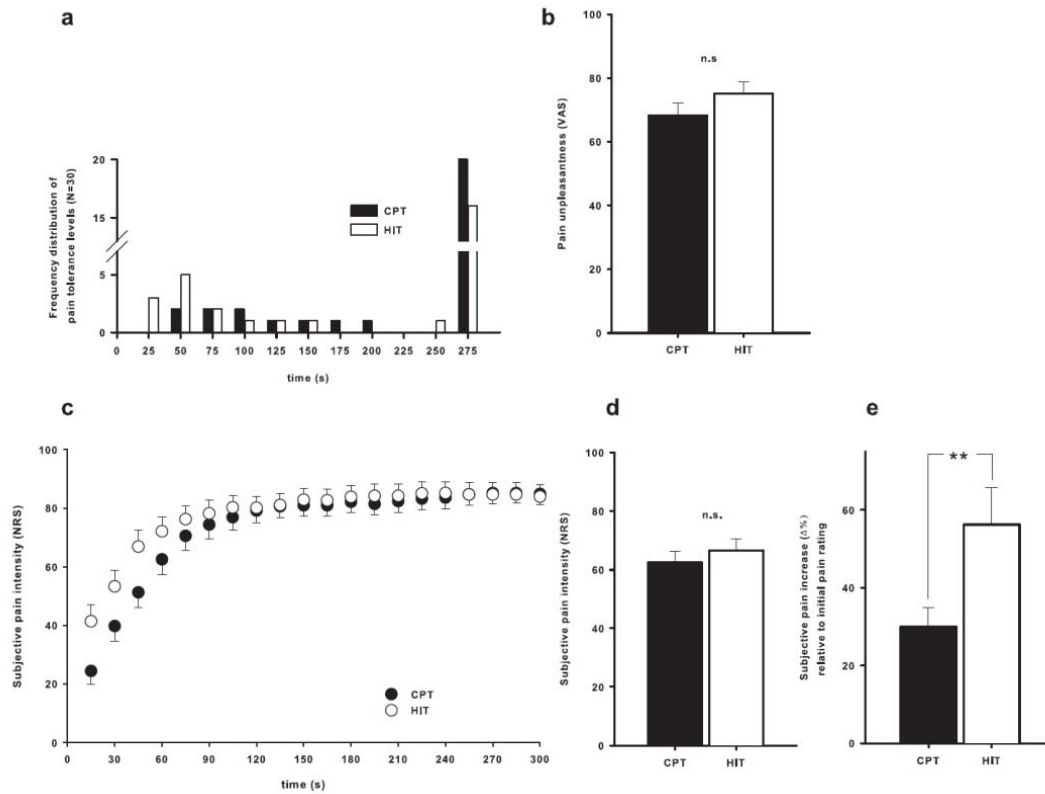 a
Frequency distribution of
pain tolerance levels (N=30)
20
15
5
0
CPT
HIT
0 25 50 75 100 125 150 175 200 225 250 275
time (s)
b
Pain unpleasantness (VAS)
100
80
60
40
20
0
n.s
CPT HIT
c
Subjective pain intensity (NRS)
100
80
60
40
20
0
CPT
HIT
0 30 60 90 120 150 180 210 240 270 300
time (s)
d
Subjective pain intensity (NRS)
100
80
60
40
20
0
n.s.
CPT HIT
e
Subjective pain increase (Δ%)
relative to initial pain rating
60
40
20
0
**
CPT HIT